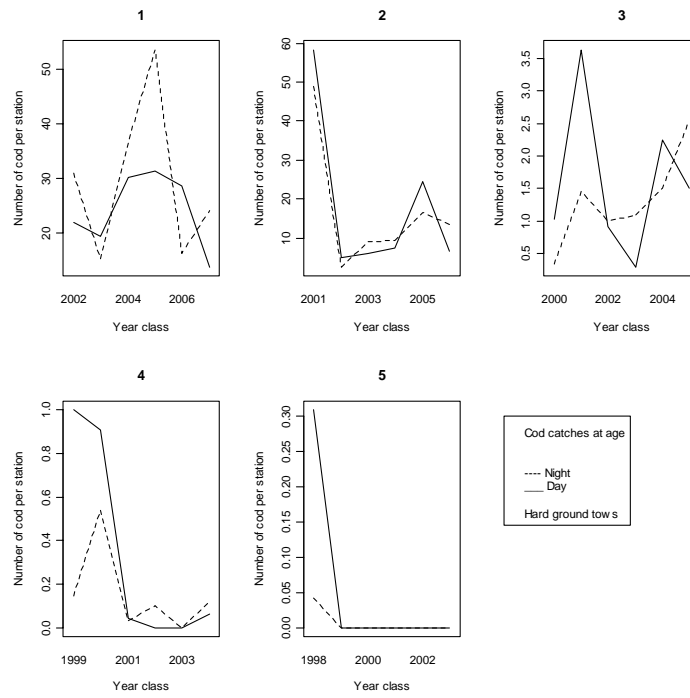 1
Number of cod per station
50
40
30
20
2002 2004 2006
Year class
2
Number of cod per station
60
50
40
30
20
10
2001 2003 2005
Year class
3
Number of cod per station
3.5
3.0
2.5
2.0
1.5
1.0
0.5
2000 2002 2004
Year class
4
Number of cod per station
1.0
0.8
0.6
0.4
0.2
0.0
1999 2001 2003
Year class
5
Number of cod per station
0.30
0.25
0.20
0.15
0.10
0.05
0.00
1998 2000 2002
Year class
Cod catches at age
---- Night
___ Day
Hard ground tows